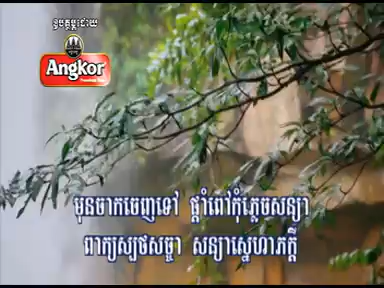 ឧបត្ថម្ភដោយ
Angkor
មុនចាកចេញទៅ ផ្ដាំពៅកុំភ្លេចសន្យា
ពាក្យស្បថសច្ចា សន្យាស្នេហាភក្ដី